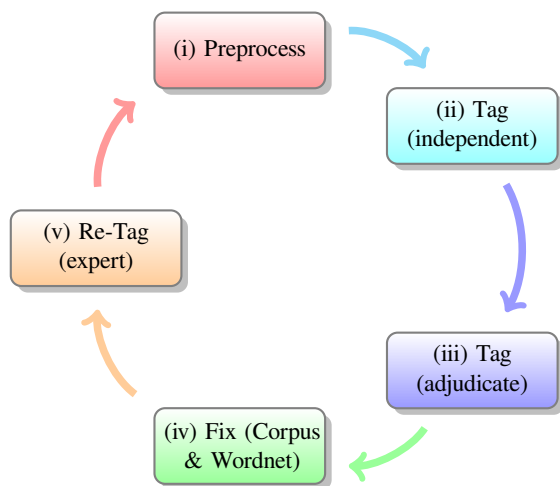 (i) Preprocess
(ii) Tag
(independent)
(iii) Tag
(adjudicate)
(iv) Fix (Corpus
& Wordnet)
(v) Re-Tag
(expert)